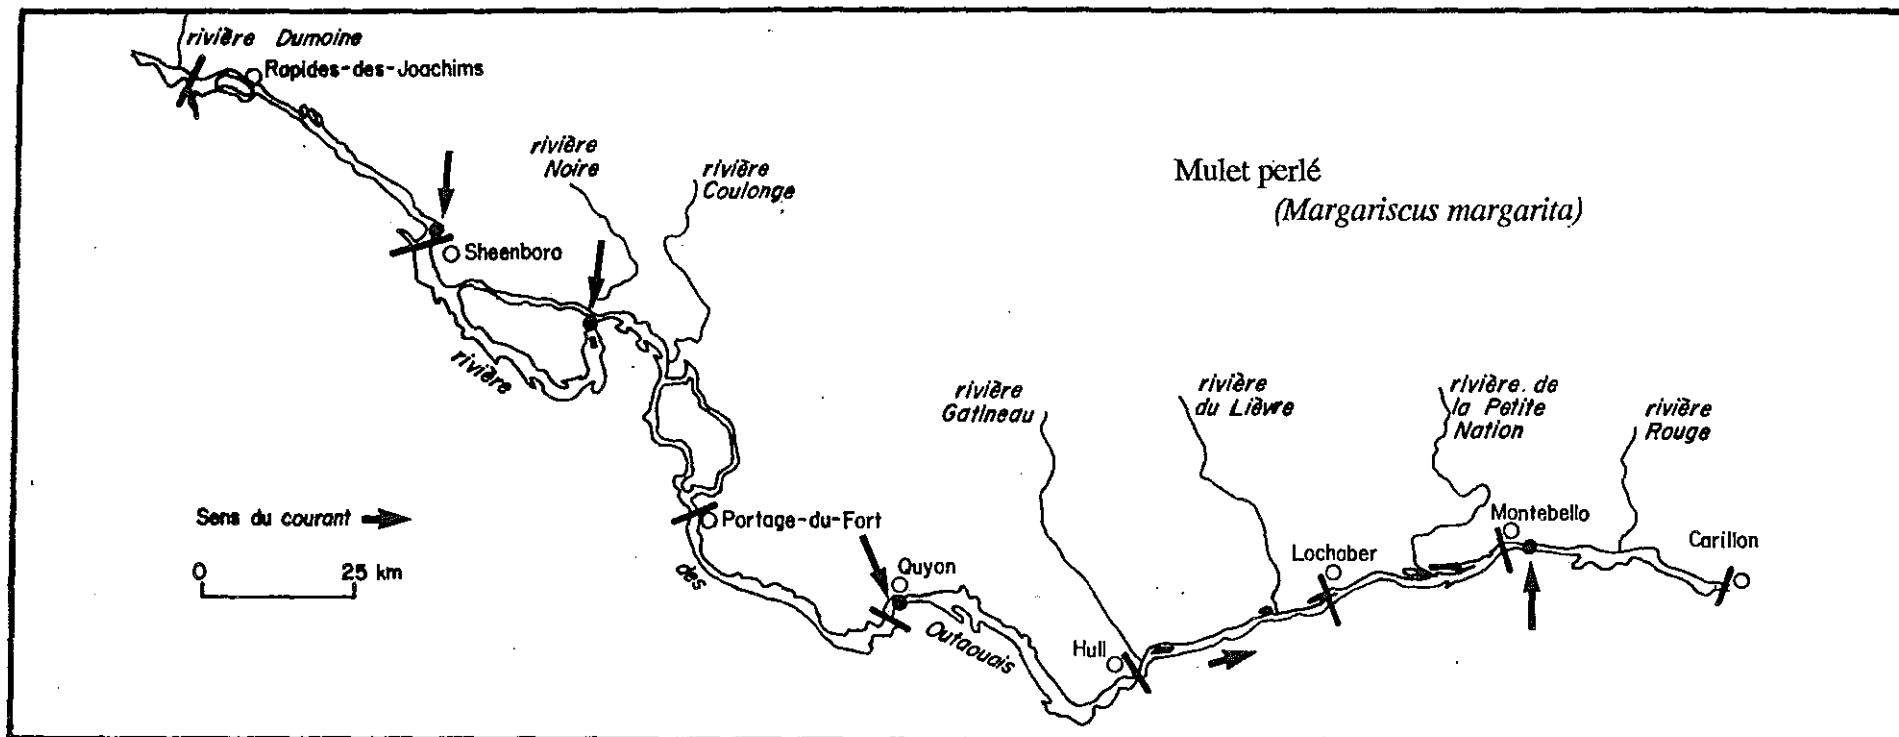 rivière Dumoine
Rapides-des-Joachims
rivière
Noire
rivière
Coulonge
Mulet perlé
(Margariscus margarita)
Sheenboro
rivière
rivière
Gatineau
rivière
du Lièvre
rivière de
la Petite
Nation
rivière
Rouge
Sens du courant
Portage-du-Fort
Montebello
Carillon
Lochaber
0 25 km
des
Quyon
Outaouais
Hull